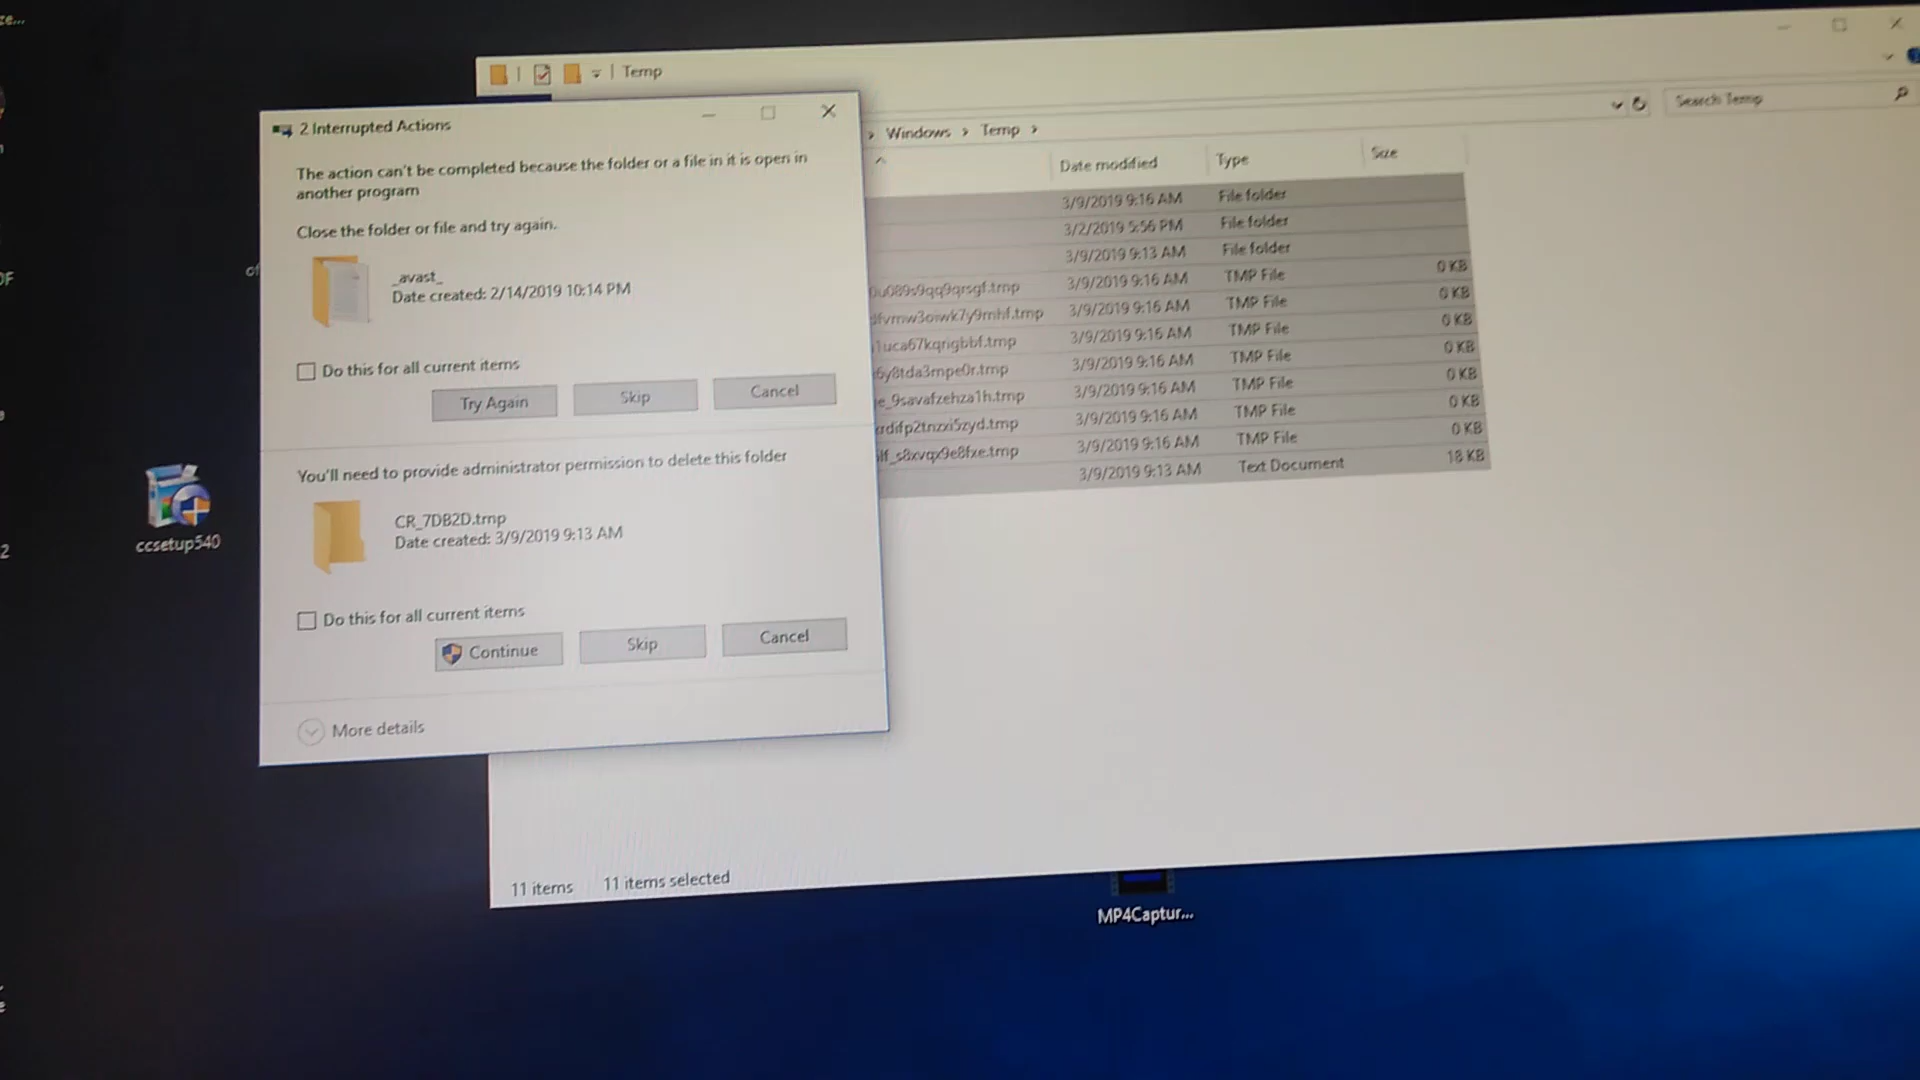 Temp
2 Interrupted Actions
The action can't be completed because the folder or a file in it is open in
another program
Close the folder or file and try again.
_avast_
Date created: 2/14/2019 10:14 PM
Do this for all current items
Try Again Skip Cancel
You'll need to provide administrator permission to delete this folder
CR_7DB2D.tmp
Date created: 3/9/2019 9:13 AM
Do this for all current items
Continue Skip Cancel
More details
Windows > Temp >
Search Temp
Date modified Type Size
3/9/2019 9:16 AM File folder
3/2/2019 5:56 PM File folder
3/9/2019 9:13 AM File folder
3/9/2019 9:16 AM TMP File 0 KB
3/9/2019 9:16 AM TMP File 0 KB
3/9/2019 9:16 AM TMP File 0 KB
3/9/2019 9:16 AM TMP File 0 KB
3/9/2019 9:16 AM TMP File 0 KB
3/9/2019 9:16 AM TMP File 0 KB
3/9/2019 9:16 AM TMP File 0 KB
3/9/2019 9:13 AM Text Document 18 KB
11 items 11 items selected
ccsetup540
MP4Captur...